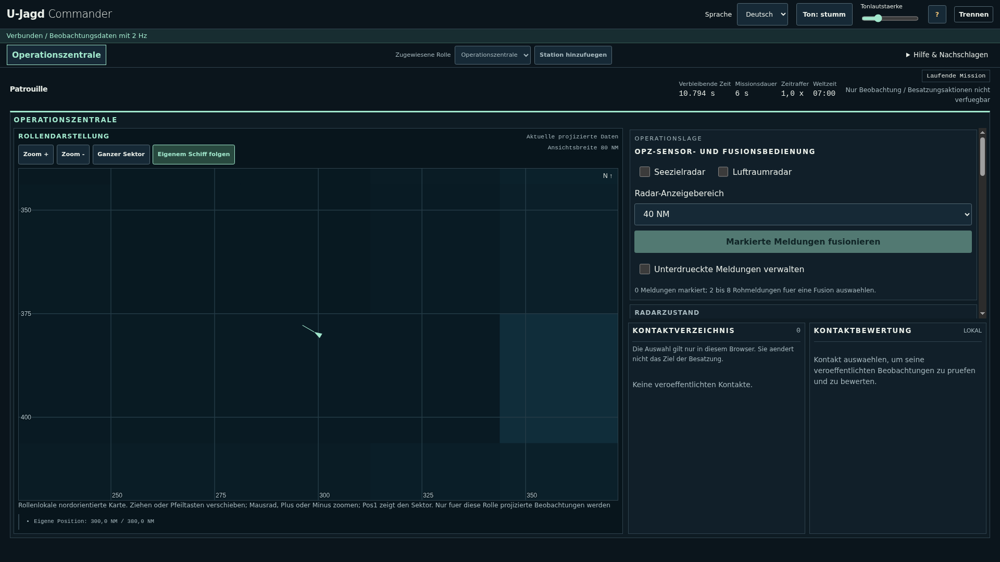 U-Jagd Commander
Sprache
Deutsch
Ton: stumm
Tonlautstaerke
?
Trennen
Verbunden / Beobachtungsdaten mit 2 Hz
Operationszentrale
Zugewiesene Rolle
Operationszentrale
Station hinzufuegen
▶ Hilfe & Nachschlagen
Patrouille
Verbleibende Zeit
10.794 s
Missionsdauer
6 s
Zeitraffer
1,0 x
Weltzeit
07:00
Laufende Mission
Nur Beobachtung / Besatzungsaktionen nicht
verfuegbar
OPERATIONSZENTRALE
ROLLENDARSTELLUNG
Aktuelle projizierte Daten
Ansichtsbreite 80 NM
Zoom +
Zoom -
Ganzer Sektor
Eigenem Schiff folgen
N ↑
350
375
400
250
275
300
325
350
Rollenlokale nordorientierte Karte. Ziehen oder Pfeiltasten verschieben; Mausrad, Plus oder Minus zoomen; Pos1 zeigt den Sektor. Nur fuer diese Rolle projizierte Beobachtungen werden
• Eigene Position: 300,0 NM / 380,0 NM
OPERATIONSLAGE
OPZ-SENSOR- UND FUSIONSBEDIENUNG
Seezielradar
Luftraumradar
Radar-Anzeigebereich
40 NM
Markierte Meldungen fusionieren
Unterdrueckte Meldungen verwalten
0 Meldungen markiert; 2 bis 8 Rohmeldungen fuer eine Fusion auswaehlen.
RADARZUSTAND
KONTAKTVERZEICHNIS
0
Die Auswahl gilt nur in diesem Browser. Sie aendert
nicht das Ziel der Besatzung.
Keine veroeffentlichten Kontakte.
KONTAKTBEWERTUNG
LOKAL
Kontakt auswaehlen, um seine
veroeffentlichten Beobachtungen zu pruefen
und zu bewerten.